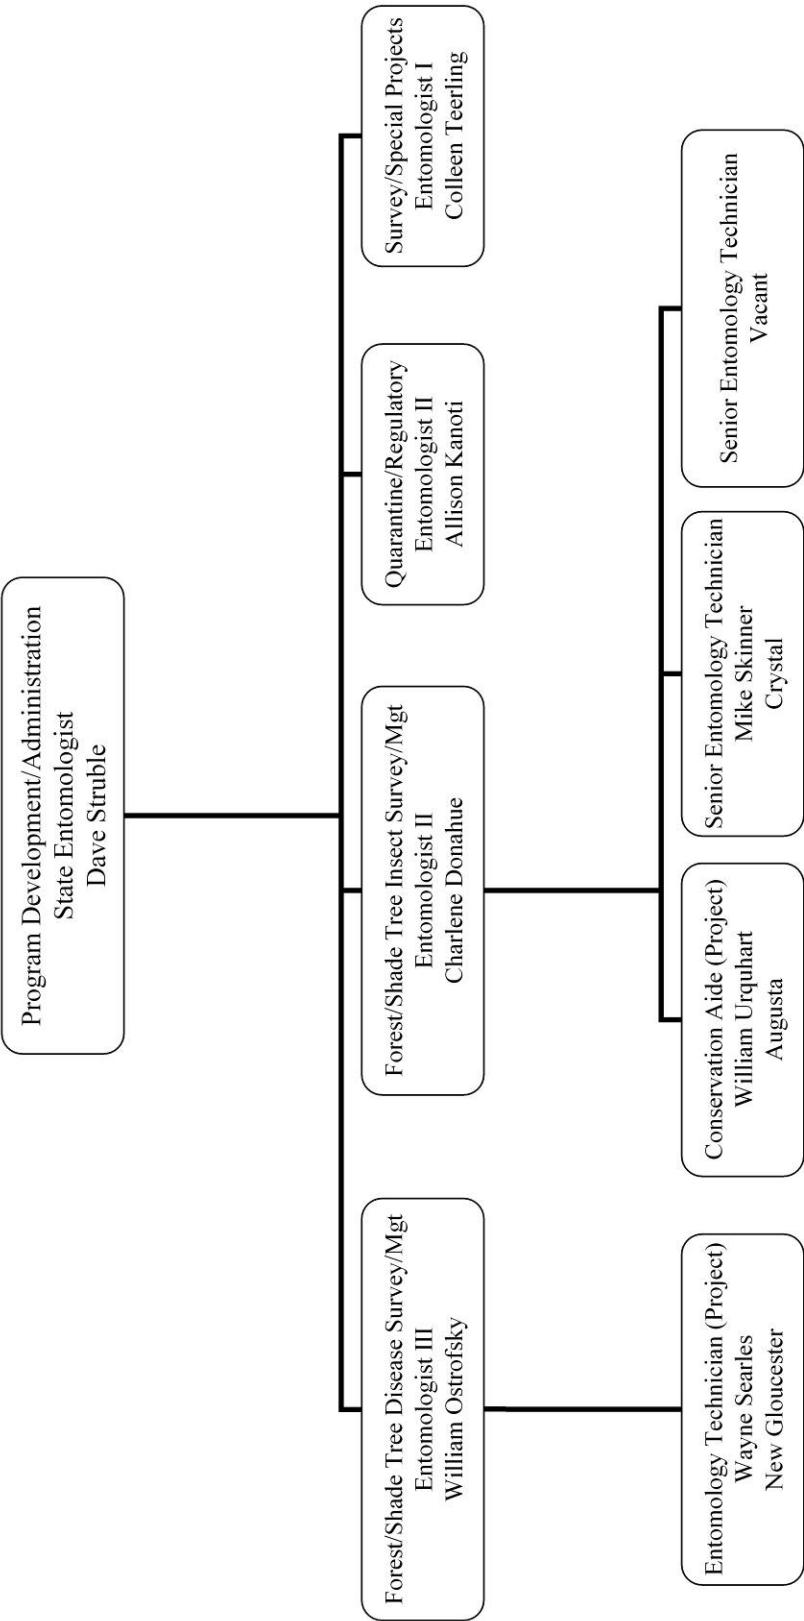 Program Development/Administration
State Entomologist
Dave Struble
Forest/Shade Tree Disease Survey/Mgt
Entomologist III
William Ostrofsky
Forest/Shade Tree Insect Survey/Mgt
Entomologist II
Charlene Donahue
Quarantine/Regulatory
Entomologist II
Allison Kanoti
Survey/Special Projects
Entomologist I
Colleen Teerling
Entomology Technician (Project)
Wayne Searles
New Gloucester
Conservation Aide (Project)
William Urquhart
Augusta
Senior Entomology Technician
Mike Skinner
Crystal
Senior Entomology Technician
Vacant